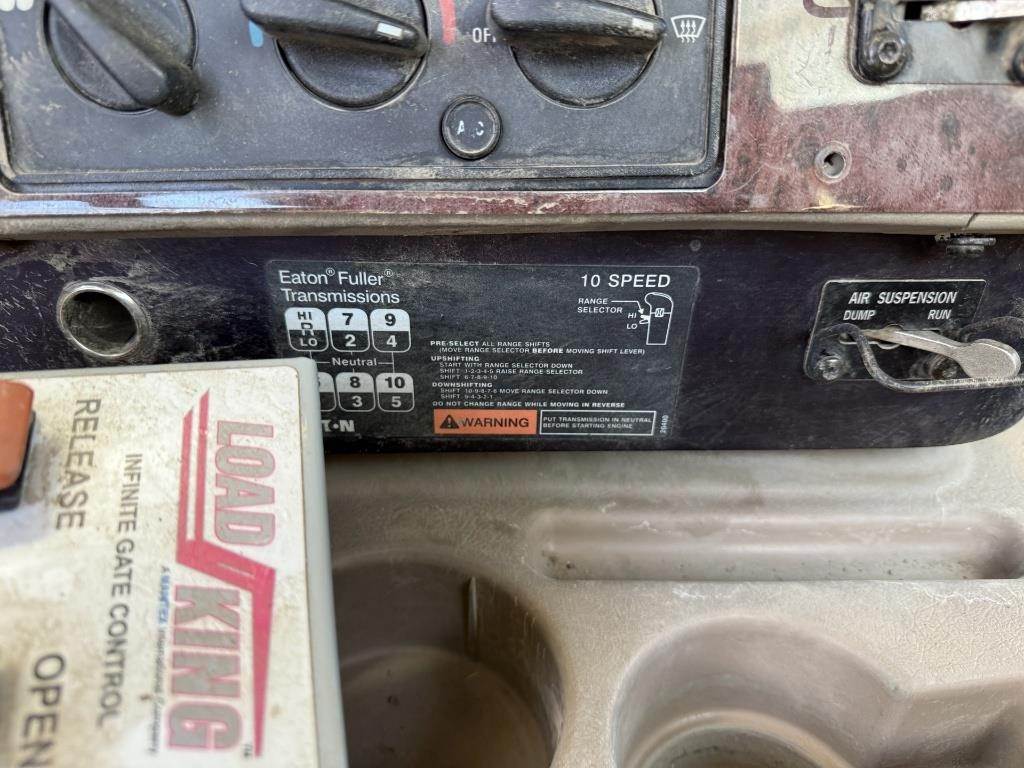 OFF
A/C
Eaton® Fuller®
Transmissions
10 SPEED
RANGE
SELECTOR
HI
LO
HI
R
LO
7
2
9
4
Neutral
8
3
10
5
PRE-SELECT ALL RANGE SHIFTS
(MOVE RANGE SELECTOR BEFORE MOVING SHIFT LEVER)
UPSHIFTING
START WITH RANGE SELECTOR DOWN
SHIFT 1-2-3-4-5 RAISE RANGE SELECTOR
SHIFT 6-7-8-9-10
DOWNSHIFTING
SHIFT 10-9-8-7-6 MOVE RANGE SELECTOR DOWN
SHIFT 5-4-3-2-1
DO NOT CHANGE RANGE WHILE MOVING IN REVERSE
WARNING
PUT TRANSMISSION IN NEUTRAL
BEFORE STARTING ENGINE
AIR SUSPENSION
DUMP RUN
LOAD KING™
INFINITE GATE CONTROL
RELEASE
OPEN